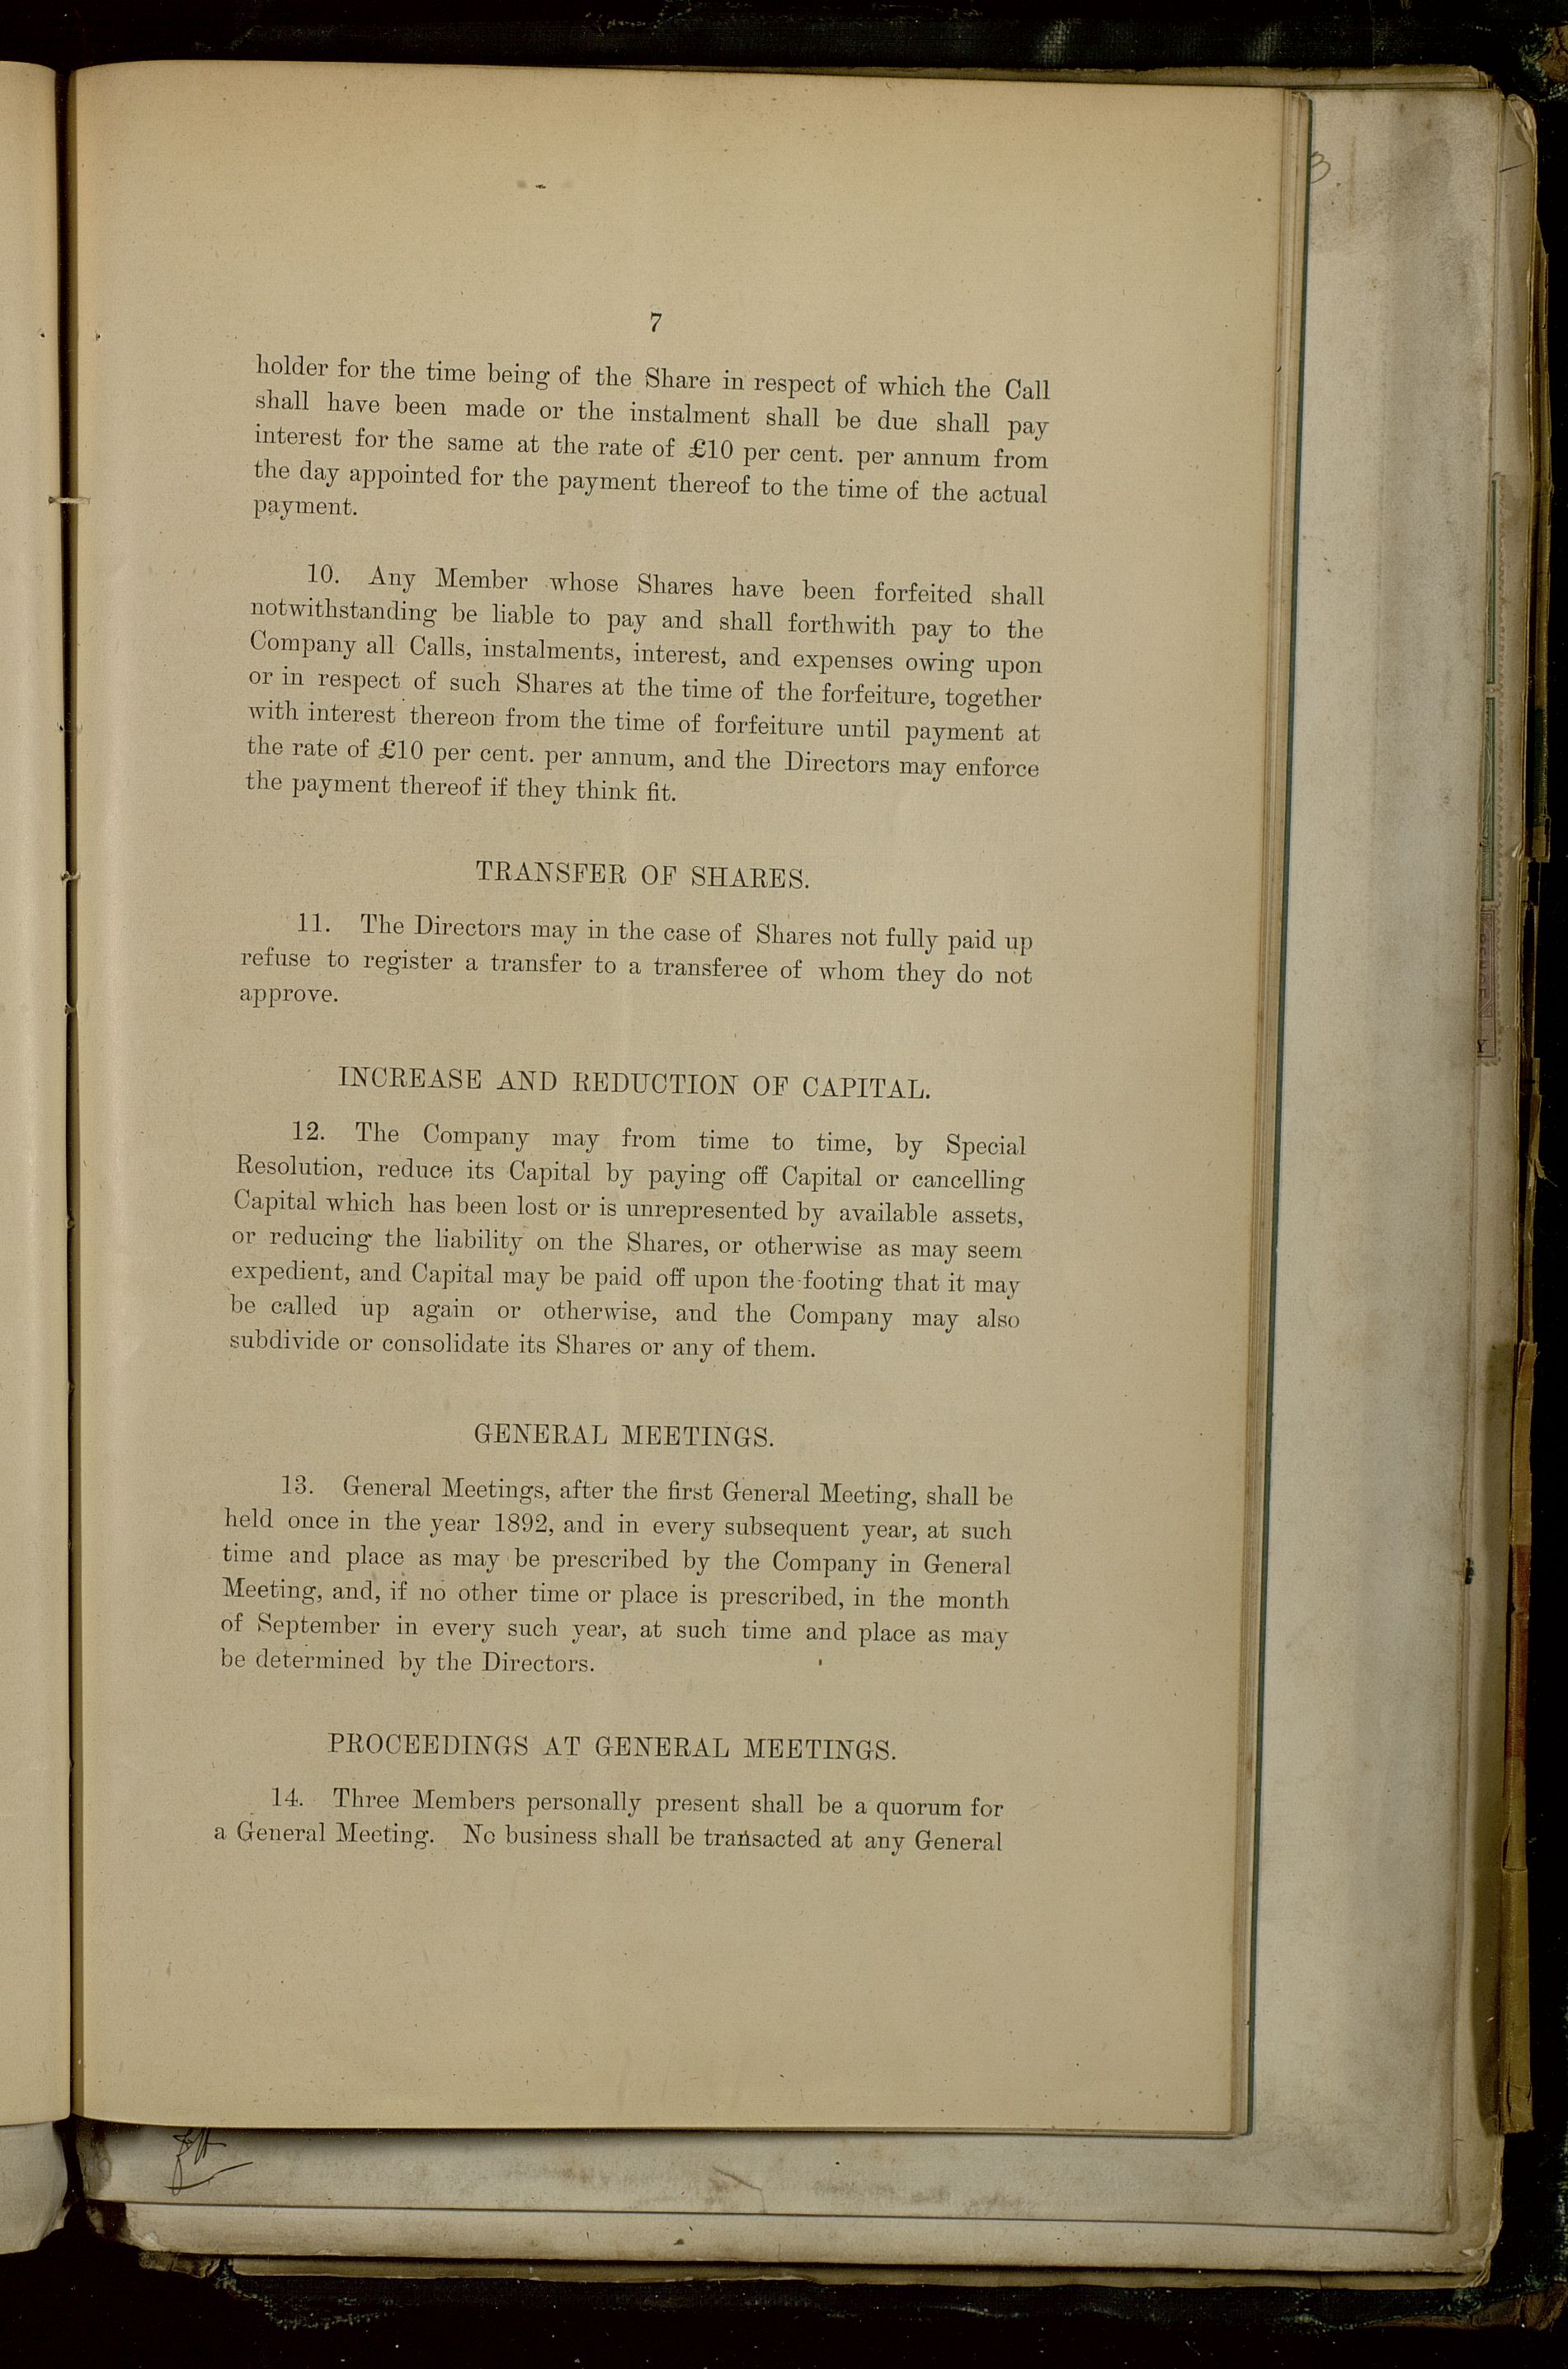 7
holder for the time being of the Share in respect of which the Call
shall have been made or the instalment shall be due shall pay
interest for the same at the rate of £10 per cent. per annum from
the day appointed for the payment thereof to the time of the actual
payment.
10. Any Member whose Shares have been forfeited shall
notwithstanding be liable to pay and shall forthwith pay to the
Company all Calls, instalments, interest, and expenses owing upon
or in respect of such Shares at the time of the forfeiture, together
with interest thereon from the time of forfeiture until payment at
the rate of £10 per cent. per annum, and the Directors may enforce
the payment thereof if they think fit.
TRANSFER OF SHARES.
11. The Directors may in the case of Shares not fully paid up
refuse to register a transfer to a transferee of whom they do not
approve.
INCREASE AND REDUCTION OF CAPITAL.
12. The Company may from time to time, by Special
Resolution, reduce its Capital by paying off Capital or cancelling
Capital which has been lost or is unrepresented by available assets,
or reducing the liability on the Shares, or otherwise as may seem
expedient, and Capital may be paid off upon the footing that it may
be called up again or otherwise, and the Company may also
subdivide or consolidate its Shares or any of them.
GENERAL MEETINGS.
13. General Meetings, after the first General Meeting, shall be
held once in the year 1892, and in every subsequent year, at such
time and place as may be prescribed by the Company in General
Meeting, and, if no other time or place is prescribed, in the month
of September in every such year, at such time and place as may
be determined by the Directors.
PROCEEDINGS AT GENERAL MEETINGS.
14. Three Members personally present shall be a quorum for
a General Meeting. No business shall be transacted at any General